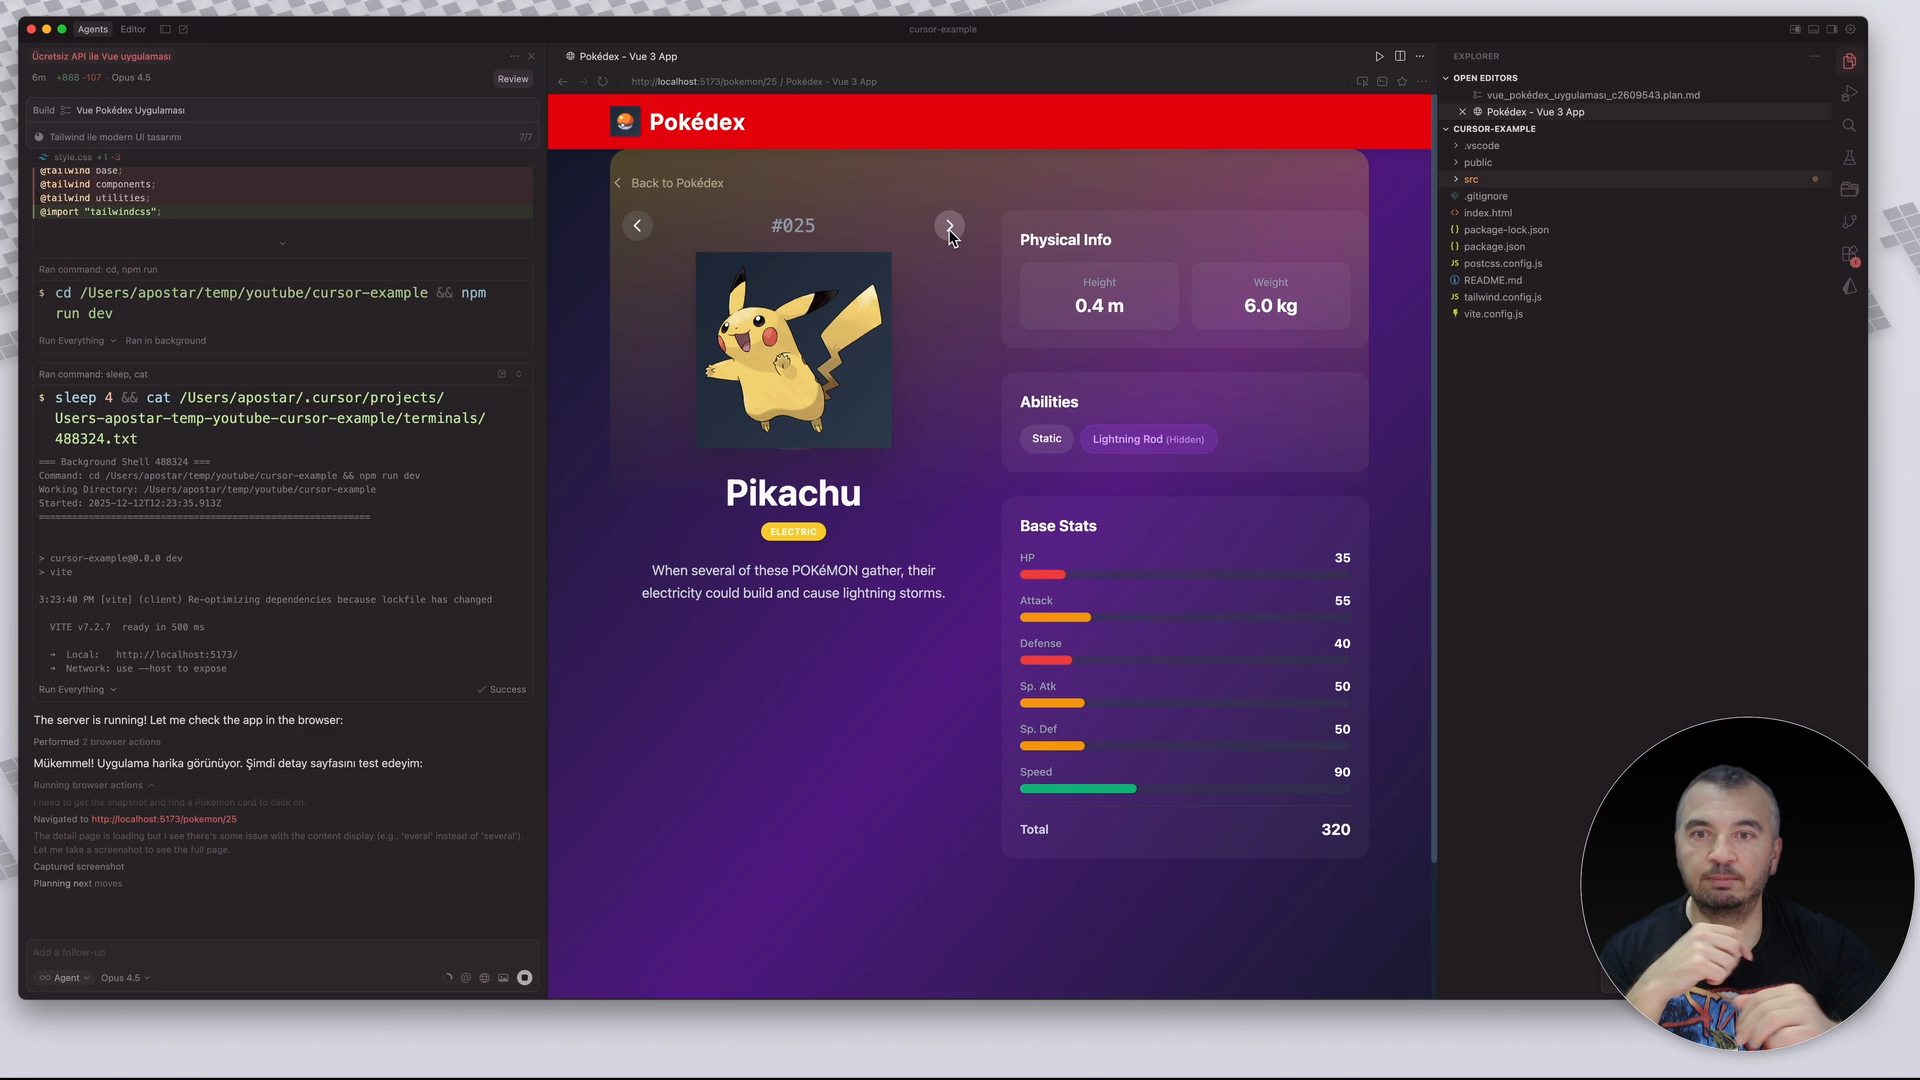 Agents
Editor
cursor-example
Ücretsiz API ile Vue uygulaması
6m · +888 -107 · Opus 4.5
Review
Build Vue Pokédex Uygulaması
Tailwind ile modern UI tasarımı 7/7
style.css +1 -3
@tailwind base;
@tailwind components;
@tailwind utilities;
@import "tailwindcss";
Ran command: cd, npm run
$ cd /Users/apostar/temp/youtube/cursor-example && npm
run dev
Run Everything Ran in background
Ran command: sleep, cat
$ sleep 4 && cat /Users/apostar/.cursor/projects/
Users-apostar-temp-youtube-cursor-example/terminals/
488324.txt
=== Background Shell 488324 ===
Command: cd /Users/apostar/temp/youtube/cursor-example && npm run dev
Working Directory: /Users/apostar/temp/youtube/cursor-example
Started: 2025-12-12T12:23:35.913Z
=============================================================
> cursor-example@0.0.0 dev
> vite
3:23:40 PM [vite] (client) Re-optimizing dependencies because lockfile has changed
VITE v7.2.7 ready in 500 ms
➜ Local: http://localhost:5173/
➜ Network: use --host to expose
Run Everything
Success
The server is running! Let me check the app in the browser:
Performed 2 browser actions
Mükemmel! Uygulama harika görünüyor. Şimdi detay sayfasını test edeyim:
Running browser actions
I need to get the snapshot and find a Pokemon card to click on.
Navigated to http://localhost:5173/pokemon/25
The detail page is loading but I see there's some issue with the content display (e.g., 'everal' instead of 'several').
Let me take a screenshot to see the full page.
Captured screenshot
Planning next moves
Add a follow-up
Agent Opus 4.5
Pokédex - Vue 3 App
http://localhost:5173/pokemon/25 / Pokédex - Vue 3 App
Pokédex
Back to Pokédex
#025
Pikachu
ELECTRIC
When several of these POKéMON gather, their
electricity could build and cause lightning storms.
Physical Info
Height
0.4 m
Weight
6.0 kg
Abilities
Static
Lightning Rod (Hidden)
Base Stats
HP 35
Attack 55
Defense 40
Sp. Atk 50
Sp. Def 50
Speed 90
Total 320
EXPLORER
OPEN EDITORS
vue_pokédex_uygulaması_c2609543.plan.md
Pokédex - Vue 3 App
CURSOR-EXAMPLE
.vscode
public
src
.gitignore
index.html
package-lock.json
package.json
postcss.config.js
README.md
tailwind.config.js
vite.config.js